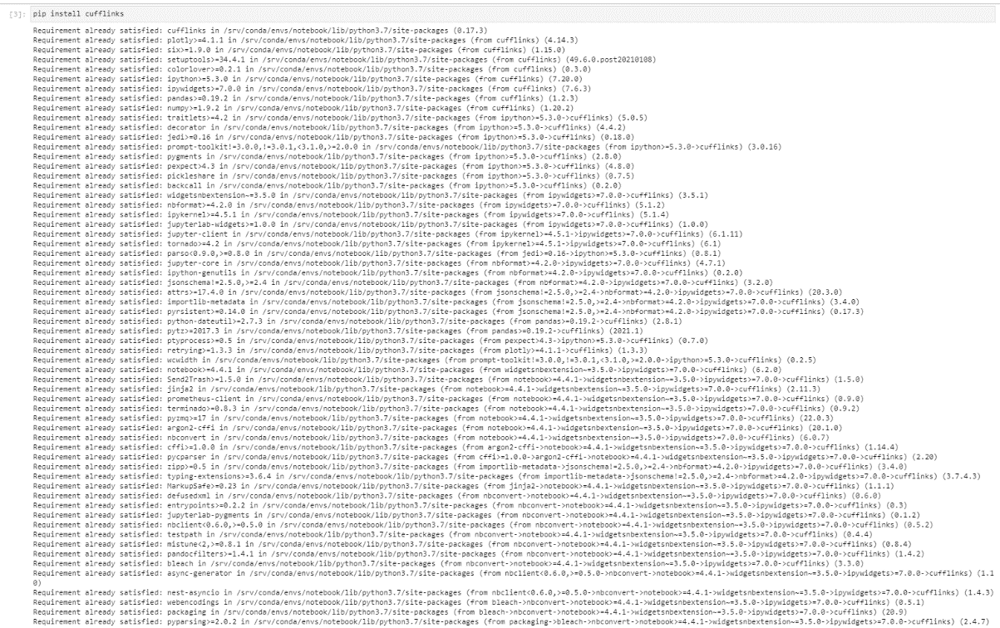 [3]: pip install cufflinks
Requirement already satisfied: cufflinks in /srv/conda/envs/notebook/lib/python3.7/site-packages (0.17.3)
Requirement already satisfied: plotly>=4.1.1 in /srv/conda/envs/notebook/lib/python3.7/site-packages (from cufflinks) (4.14.3)
Requirement already satisfied: six>=1.9.0 in /srv/conda/envs/notebook/lib/python3.7/site-packages (from cufflinks) (1.15.0)
Requirement already satisfied: setuptools>=34.4.1 in /srv/conda/envs/notebook/lib/python3.7/site-packages (from cufflinks) (49.6.0.post20210108)
Requirement already satisfied: colorlover>=0.2.1 in /srv/conda/envs/notebook/lib/python3.7/site-packages (from cufflinks) (0.3.0)
Requirement already satisfied: ipython>=5.3.0 in /srv/conda/envs/notebook/lib/python3.7/site-packages (from cufflinks) (7.20.0)
Requirement already satisfied: ipywidgets>=7.0.0 in /srv/conda/envs/notebook/lib/python3.7/site-packages (from cufflinks) (7.6.3)
Requirement already satisfied: pandas>=0.19.2 in /srv/conda/envs/notebook/lib/python3.7/site-packages (from cufflinks) (1.2.3)
Requirement already satisfied: numpy>=1.9.2 in /srv/conda/envs/notebook/lib/python3.7/site-packages (from cufflinks) (1.20.2)
Requirement already satisfied: traitlets>=4.2 in /srv/conda/envs/notebook/lib/python3.7/site-packages (from ipython>=5.3.0->cufflinks) (5.0.5)
Requirement already satisfied: decorator in /srv/conda/envs/notebook/lib/python3.7/site-packages (from ipython>=5.3.0->cufflinks) (4.4.2)
Requirement already satisfied: jedi>=0.16 in /srv/conda/envs/notebook/lib/python3.7/site-packages (from ipython>=5.3.0->cufflinks) (0.18.0)
Requirement already satisfied: prompt-toolkit!=3.0.0,!=3.0.1,<3.1.0,>=2.0.0 in /srv/conda/envs/notebook/lib/python3.7/site-packages (from ipython>=5.3.0->cufflinks) (3.0.16)
Requirement already satisfied: pygments in /srv/conda/envs/notebook/lib/python3.7/site-packages (from ipython>=5.3.0->cufflinks) (2.8.0)
Requirement already satisfied: pexpect>4.3 in /srv/conda/envs/notebook/lib/python3.7/site-packages (from ipython>=5.3.0->cufflinks) (4.8.0)
Requirement already satisfied: pickleshare in /srv/conda/envs/notebook/lib/python3.7/site-packages (from ipython>=5.3.0->cufflinks) (0.7.5)
Requirement already satisfied: backcall in /srv/conda/envs/notebook/lib/python3.7/site-packages (from ipython>=5.3.0->cufflinks) (0.2.0)
Requirement already satisfied: widgetsnbextension~=3.5.0 in /srv/conda/envs/notebook/lib/python3.7/site-packages (from ipywidgets>=7.0.0->cufflinks) (3.5.1)
Requirement already satisfied: nbformat>=4.2.0 in /srv/conda/envs/notebook/lib/python3.7/site-packages (from ipywidgets>=7.0.0->cufflinks) (5.1.2)
Requirement already satisfied: ipykernel>=4.5.1 in /srv/conda/envs/notebook/lib/python3.7/site-packages (from ipywidgets>=7.0.0->cufflinks) (5.1.4)
Requirement already satisfied: jupyterlab-widgets>=1.0.0 in /srv/conda/envs/notebook/lib/python3.7/site-packages (from ipywidgets>=7.0.0->cufflinks) (1.0.0)
Requirement already satisfied: jupyter-client in /srv/conda/envs/notebook/lib/python3.7/site-packages (from ipykernel>=4.5.1->ipywidgets>=7.0.0->cufflinks) (6.1.11)
Requirement already satisfied: tornado>=4.2 in /srv/conda/envs/notebook/lib/python3.7/site-packages (from ipykernel>=4.5.1->ipywidgets>=7.0.0->cufflinks) (6.1)
Requirement already satisfied: parso<0.9.0,>=0.8.0 in /srv/conda/envs/notebook/lib/python3.7/site-packages (from jedi>=0.16->ipython>=5.3.0->cufflinks) (0.8.1)
Requirement already satisfied: jupyter-core in /srv/conda/envs/notebook/lib/python3.7/site-packages (from nbformat>=4.2.0->ipywidgets>=7.0.0->cufflinks) (4.7.1)
Requirement already satisfied: ipython-genutils in /srv/conda/envs/notebook/lib/python3.7/site-packages (from nbformat>=4.2.0->ipywidgets>=7.0.0->cufflinks) (0.2.0)
Requirement already satisfied: jsonschema!=2.5.0,>=2.4 in /srv/conda/envs/notebook/lib/python3.7/site-packages (from nbformat>=4.2.0->ipywidgets>=7.0.0->cufflinks) (3.2.0)
Requirement already satisfied: attrs>=17.4.0 in /srv/conda/envs/notebook/lib/python3.7/site-packages (from jsonschema!=2.5.0,>=2.4->nbformat>=4.2.0->ipywidgets>=7.0.0->cufflinks) (20.3.0)
Requirement already satisfied: importlib-metadata in /srv/conda/envs/notebook/lib/python3.7/site-packages (from jsonschema!=2.5.0,>=2.4->nbformat>=4.2.0->ipywidgets>=7.0.0->cufflinks) (3.4.0)
Requirement already satisfied: pyrsistent>=0.14.0 in /srv/conda/envs/notebook/lib/python3.7/site-packages (from jsonschema!=2.5.0,>=2.4->nbformat>=4.2.0->ipywidgets>=7.0.0->cufflinks) (0.17.3)
Requirement already satisfied: python-dateutil>=2.7.3 in /srv/conda/envs/notebook/lib/python3.7/site-packages (from pandas>=0.19.2->cufflinks) (2.8.1)
Requirement already satisfied: pytz>=2017.3 in /srv/conda/envs/notebook/lib/python3.7/site-packages (from pandas>=0.19.2->cufflinks) (2021.1)
Requirement already satisfied: ptyprocess>=0.5 in /srv/conda/envs/notebook/lib/python3.7/site-packages (from pexpect>4.3->ipython>=5.3.0->cufflinks) (0.7.0)
Requirement already satisfied: retrying>=1.3.3 in /srv/conda/envs/notebook/lib/python3.7/site-packages (from plotly>=4.1.1->cufflinks) (1.3.3)
Requirement already satisfied: wcwidth in /srv/conda/envs/notebook/lib/python3.7/site-packages (from prompt-toolkit!=3.0.0,!=3.0.1,<3.1.0,>=2.0.0->ipython>=5.3.0->cufflinks) (0.2.5)
Requirement already satisfied: notebook>=4.4.1 in /srv/conda/envs/notebook/lib/python3.7/site-packages (from widgetsnbextension~=3.5.0->ipywidgets>=7.0.0->cufflinks) (6.2.0)
Requirement already satisfied: Send2Trash>=1.5.0 in /srv/conda/envs/notebook/lib/python3.7/site-packages (from notebook>=4.4.1->widgetsnbextension~=3.5.0->ipywidgets>=7.0.0->cufflinks) (1.5.0)
Requirement already satisfied: jinja2 in /srv/conda/envs/notebook/lib/python3.7/site-packages (from notebook>=4.4.1->widgetsnbextension~=3.5.0->ipywidgets>=7.0.0->cufflinks) (2.11.3)
Requirement already satisfied: prometheus-client in /srv/conda/envs/notebook/lib/python3.7/site-packages (from notebook>=4.4.1->widgetsnbextension~=3.5.0->ipywidgets>=7.0.0->cufflinks) (0.9.0)
Requirement already satisfied: terminado>=0.8.3 in /srv/conda/envs/notebook/lib/python3.7/site-packages (from notebook>=4.4.1->widgetsnbextension~=3.5.0->ipywidgets>=7.0.0->cufflinks) (0.9.2)
Requirement already satisfied: pyzmq>=17 in /srv/conda/envs/notebook/lib/python3.7/site-packages (from notebook>=4.4.1->widgetsnbextension~=3.5.0->ipywidgets>=7.0.0->cufflinks) (22.0.3)
Requirement already satisfied: argon2-cffi in /srv/conda/envs/notebook/lib/python3.7/site-packages (from notebook>=4.4.1->widgetsnbextension~=3.5.0->ipywidgets>=7.0.0->cufflinks) (20.1.0)
Requirement already satisfied: nbconvert in /srv/conda/envs/notebook/lib/python3.7/site-packages (from notebook>=4.4.1->widgetsnbextension~=3.5.0->ipywidgets>=7.0.0->cufflinks) (6.0.7)
Requirement already satisfied: cffi>=1.0.0 in /srv/conda/envs/notebook/lib/python3.7/site-packages (from argon2-cffi->notebook>=4.4.1->widgetsnbextension~=3.5.0->ipywidgets>=7.0.0->cufflinks) (1.14.4)
Requirement already satisfied: pycparser in /srv/conda/envs/notebook/lib/python3.7/site-packages (from cffi>=1.0.0->argon2-cffi->notebook>=4.4.1->widgetsnbextension~=3.5.0->ipywidgets>=7.0.0->cufflinks) (2.20)
Requirement already satisfied: zipp>=0.5 in /srv/conda/envs/notebook/lib/python3.7/site-packages (from importlib-metadata->jsonschema!=2.5.0,>=2.4->nbformat>=4.2.0->ipywidgets>=7.0.0->cufflinks) (3.4.0)
Requirement already satisfied: typing-extensions>=3.6.4 in /srv/conda/envs/notebook/lib/python3.7/site-packages (from importlib-metadata->jsonschema!=2.5.0,>=2.4->nbformat>=4.2.0->ipywidgets>=7.0.0->cufflinks) (3.7.4.3)
Requirement already satisfied: MarkupSafe>=0.23 in /srv/conda/envs/notebook/lib/python3.7/site-packages (from jinja2->notebook>=4.4.1->widgetsnbextension~=3.5.0->ipywidgets>=7.0.0->cufflinks) (1.1.1)
Requirement already satisfied: defusedxml in /srv/conda/envs/notebook/lib/python3.7/site-packages (from nbconvert->notebook>=4.4.1->widgetsnbextension~=3.5.0->ipywidgets>=7.0.0->cufflinks) (0.6.0)
Requirement already satisfied: entrypoints>=0.2.2 in /srv/conda/envs/notebook/lib/python3.7/site-packages (from nbconvert->notebook>=4.4.1->widgetsnbextension~=3.5.0->ipywidgets>=7.0.0->cufflinks) (0.3)
Requirement already satisfied: jupyterlab-pygments in /srv/conda/envs/notebook/lib/python3.7/site-packages (from nbconvert->notebook>=4.4.1->widgetsnbextension~=3.5.0->ipywidgets>=7.0.0->cufflinks) (0.1.2)
Requirement already satisfied: nbclient<0.6.0,>=0.5.0 in /srv/conda/envs/notebook/lib/python3.7/site-packages (from nbconvert->notebook>=4.4.1->widgetsnbextension~=3.5.0->ipywidgets>=7.0.0->cufflinks) (0.5.2)
Requirement already satisfied: testpath in /srv/conda/envs/notebook/lib/python3.7/site-packages (from nbconvert->notebook>=4.4.1->widgetsnbextension~=3.5.0->ipywidgets>=7.0.0->cufflinks) (0.4.4)
Requirement already satisfied: mistune<2,>=0.8.1 in /srv/conda/envs/notebook/lib/python3.7/site-packages (from nbconvert->notebook>=4.4.1->widgetsnbextension~=3.5.0->ipywidgets>=7.0.0->cufflinks) (0.8.4)
Requirement already satisfied: pandocfilters>=1.4.1 in /srv/conda/envs/notebook/lib/python3.7/site-packages (from nbconvert->notebook>=4.4.1->widgetsnbextension~=3.5.0->ipywidgets>=7.0.0->cufflinks) (1.4.2)
Requirement already satisfied: bleach in /srv/conda/envs/notebook/lib/python3.7/site-packages (from nbconvert->notebook>=4.4.1->widgetsnbextension~=3.5.0->ipywidgets>=7.0.0->cufflinks) (3.3.0)
Requirement already satisfied: async-generator in /srv/conda/envs/notebook/lib/python3.7/site-packages (from nbclient<0.6.0,>=0.5.0->nbconvert->notebook>=4.4.1->widgetsnbextension~=3.5.0->ipywidgets>=7.0.0->cufflinks) (1.1
0)
Requirement already satisfied: nest-asyncio in /srv/conda/envs/notebook/lib/python3.7/site-packages (from nbclient<0.6.0,>=0.5.0->nbconvert->notebook>=4.4.1->widgetsnbextension~=3.5.0->ipywidgets>=7.0.0->cufflinks) (1.4.3)
Requirement already satisfied: webencodings in /srv/conda/envs/notebook/lib/python3.7/site-packages (from bleach->nbconvert->notebook>=4.4.1->widgetsnbextension~=3.5.0->ipywidgets>=7.0.0->cufflinks) (0.5.1)
Requirement already satisfied: packaging in /srv/conda/envs/notebook/lib/python3.7/site-packages (from bleach->nbconvert->notebook>=4.4.1->widgetsnbextension~=3.5.0->ipywidgets>=7.0.0->cufflinks) (20.9)
Requirement already satisfied: pyparsing>=2.0.2 in /srv/conda/envs/notebook/lib/python3.7/site-packages (from packaging->bleach->nbconvert->notebook>=4.4.1->widgetsnbextension~=3.5.0->ipywidgets>=7.0.0->cufflinks) (2.4.7)